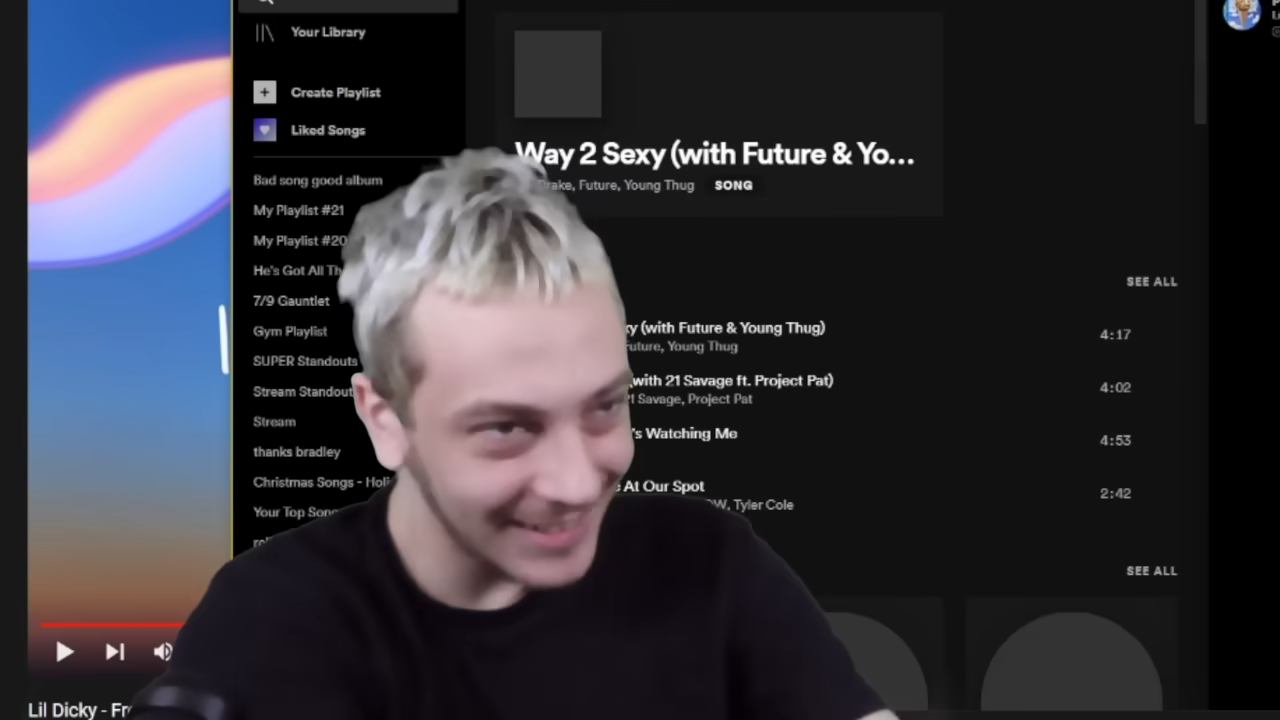 Your Library
Create Playlist
Liked Songs
Bad song good album
My Playlist #21
My Playlist #20
He's Got All Th
7/9 Gauntlet
Gym Playlist
SUPER Standouts
Stream Standout
Stream
thanks bradley
Christmas Songs - Holi
Your Top Song
Way 2 Sexy (with Future & Yo...
Drake, Future, Young Thug SONG
SEE ALL
xy (with Future & Young Thug) 4:17
Future, Young Thug
(with 21 Savage ft. Project Pat) 4:02
21 Savage, Project Pat
's Watching Me 4:53
At Our Spot 2:42
OW, Tyler Cole
SEE ALL
Lil Dicky - Fr